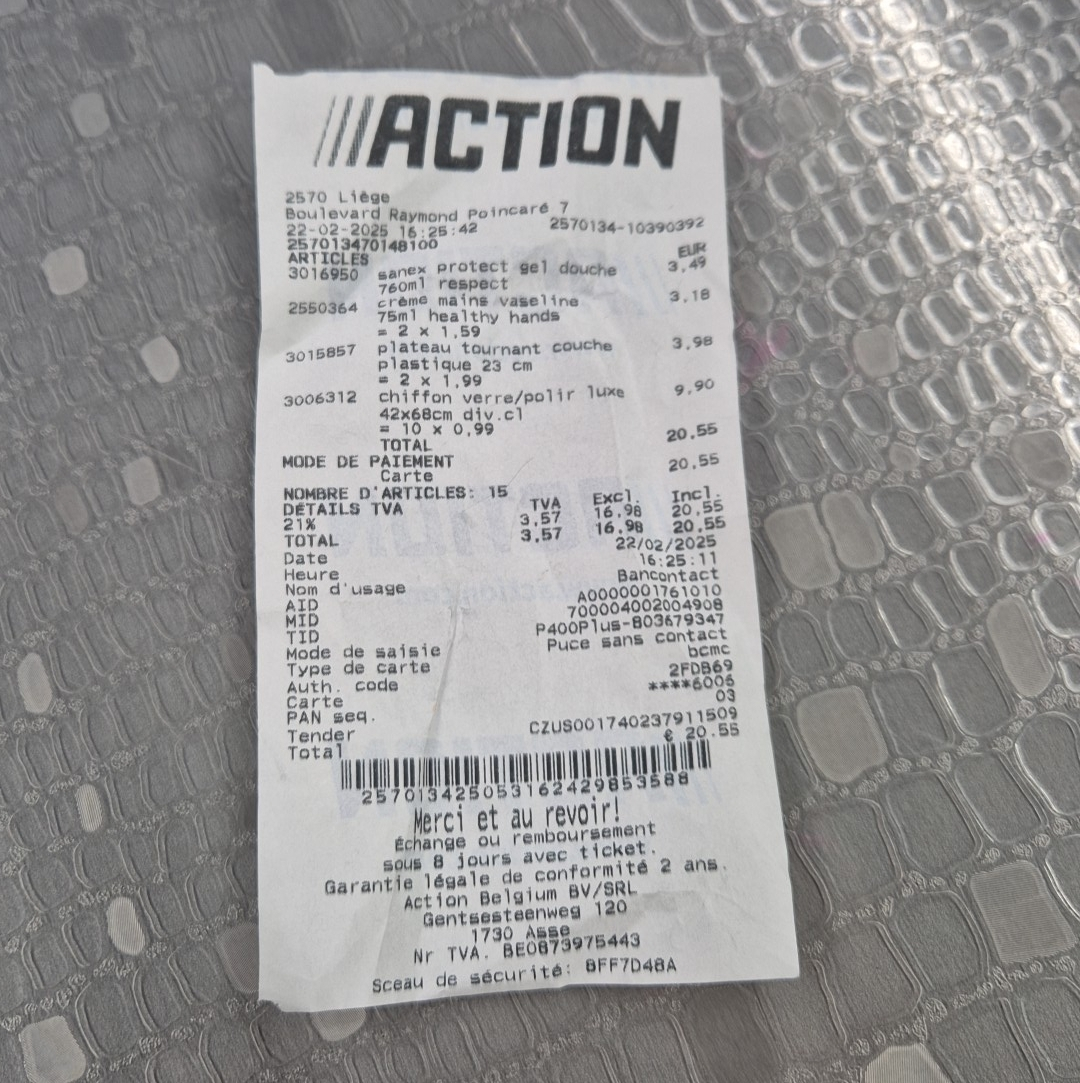 ACTION
2570 Liège
Boulevard Raymond Poincaré 7
22-02-2025 16:25:42 2570134-10390392
257013470148100
ARTICLES EUR
3016950 sanex protect gel douche 3,49
760ml respect
2550364 crème mains vaseline 3,18
75ml healthy hands
= 2 x 1,59
3015857 plateau tournant couche 3,98
plastique 23 cm
= 2 x 1,99
3006312 chiffon verre/polir luxe 9,90
42x68cm div.cl
= 10 x 0,99
TOTAL 20,55
MODE DE PAIEMENT
Carte 20,55
NOMBRE D'ARTICLES: 15
DÉTAILS TVA TVA Excl. Incl.
21% 3,57 16,98 20,55
TOTAL 3,57 16,98 20,55
Date 22/02/2025
Heure 16:25:11
Nom d'usage Bancontact
AID A0000001761010
MID 700004002004908
TID P400Plus-803679347
Mode de saisie Puce sans contact
Type de carte bcmc
Auth. code 2FDB69
Carte ****6006
PAN seq. 03
Tender CZUS001740237911509
Total € 20.55
257013425053162429853588
Merci et au revoir!
Échange ou remboursement
sous 8 jours avec ticket.
Garantie légale de conformité 2 ans.
Action Belgium BV/SRL
Gentsesteenweg 120
1730 Asse
Nr TVA. BE0873975443
Sceau de sécurité: 8FF7D48A